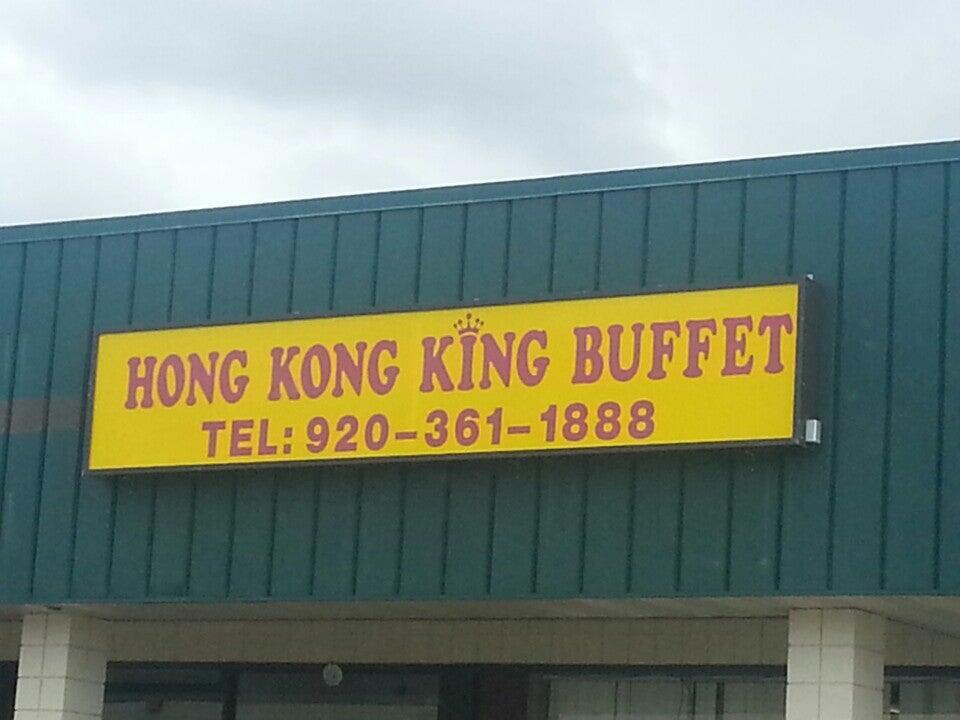 HONG KONG KING BUFFET
TEL: 920-361-1888